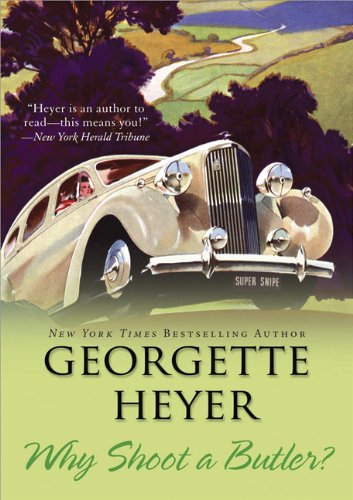 “Heyer is an author to
read—this means you!”
—New York Herald Tribune
SUPER SNIPE
New York Times Bestselling Author
GEORGETTE
HEYER
Why Shoot a Butler?